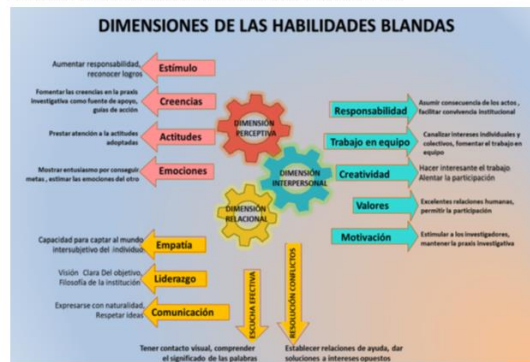 DIMENSIONES DE LAS HABILIDADES BLANDAS
Aumentar responsabilidad,
reconocer logros
Estímulo
Fomentar las creencias en la praxis
investigativa como fuente de apoyo,
guías de acción
Creencias
Prestar atención a la actitudes
adoptadas
Actitudes
Mostrar entusiasmo por conseguir
metas , estimar las emociones del otro
Emociones
DIMENSIÓN
PERCEPTIVA
DIMENSIÓN
INTERPERSONAL
DIMENSIÓN
RELACIONAL
Responsabilidad
Asumir consecuencia de los actos ,
facilitar convivencia institucional
Trabajo en equipo
Canalizar intereses individuales y
colectivos, fomentar el trabajo en
equipo
Creatividad
Hacer interesante el trabajo
Alentar la participación
Valores
Excelentes relaciones humanas,
permitir la participación
Motivación
Estimular a los investigadores,
mantener la praxis investigativa
Capacidad para captar al mundo
intersubjetivo del individuo
Empatía
Visión Clara Del objetivo,
Filosofía de la institución
Liderazgo
Expresarse con naturalidad,
Respetar ideas
Comunicación
ESCUCHA EFECTIVA
RESOLUCIÓN CONFLICTOS
Tener contacto visual, comprender
el significado de las palabras
Establecer relaciones de ayuda, dar
soluciones a intereses opuestos